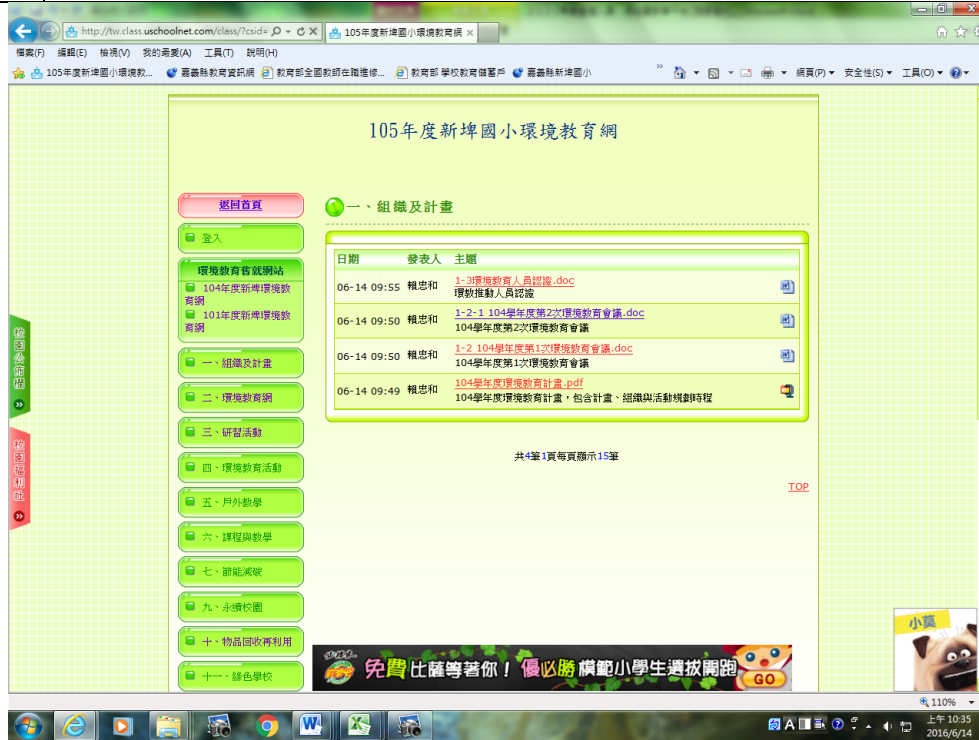 http://tw.class.uschoolnet.com/class/?csid=
105年度新埤國小環境教育網 ×
檔案(F) 編輯(E) 檢視(V) 我的最愛(A) 工具(T) 說明(H)
105年度新埤國小環境教... 嘉義縣教育資訊網 教育部全國教師在職進修... 教育部 學校教育儲蓄戶 嘉義縣新埤國小 » 網頁(P) 安全性(S) 工具(O)
105年度新埤國小環境教育網
返回首頁
登入
環境教育舊就網站
104年度新埤環境教
育網
101年度新埤環境教
育網
一、組織及計畫
二、環境教育網
三、研習活動
四、環境教育活動
五、戶外教學
六、課程與教學
七、節能減碳
九、永續校園
十、物品回收再利用
十一、綠色學校
校園公佈欄
校園福利社
一、組織及計畫
日期 發表人 主題
06-14 09:55 賴忠和 1-3環境教育人員認證.doc
環教推動人員認證
06-14 09:50 賴忠和 1-2-1 104學年度第2次環境教育會議.doc
104學年度第2次環境教育會議
06-14 09:50 賴忠和 1-2 104學年度第1次環境教育會議.doc
104學年度第1次環境教育會議
06-14 09:49 賴忠和 104學年度環境教育計畫.pdf
104學年度環境教育計畫，包含計畫、組織與活動規劃時程
共4筆1頁每頁顯示15筆
TOP
免費比薩等著你！優必勝 模範小學生選拔開跑 GO
小莫
110%
上午 10:35
2016/6/14